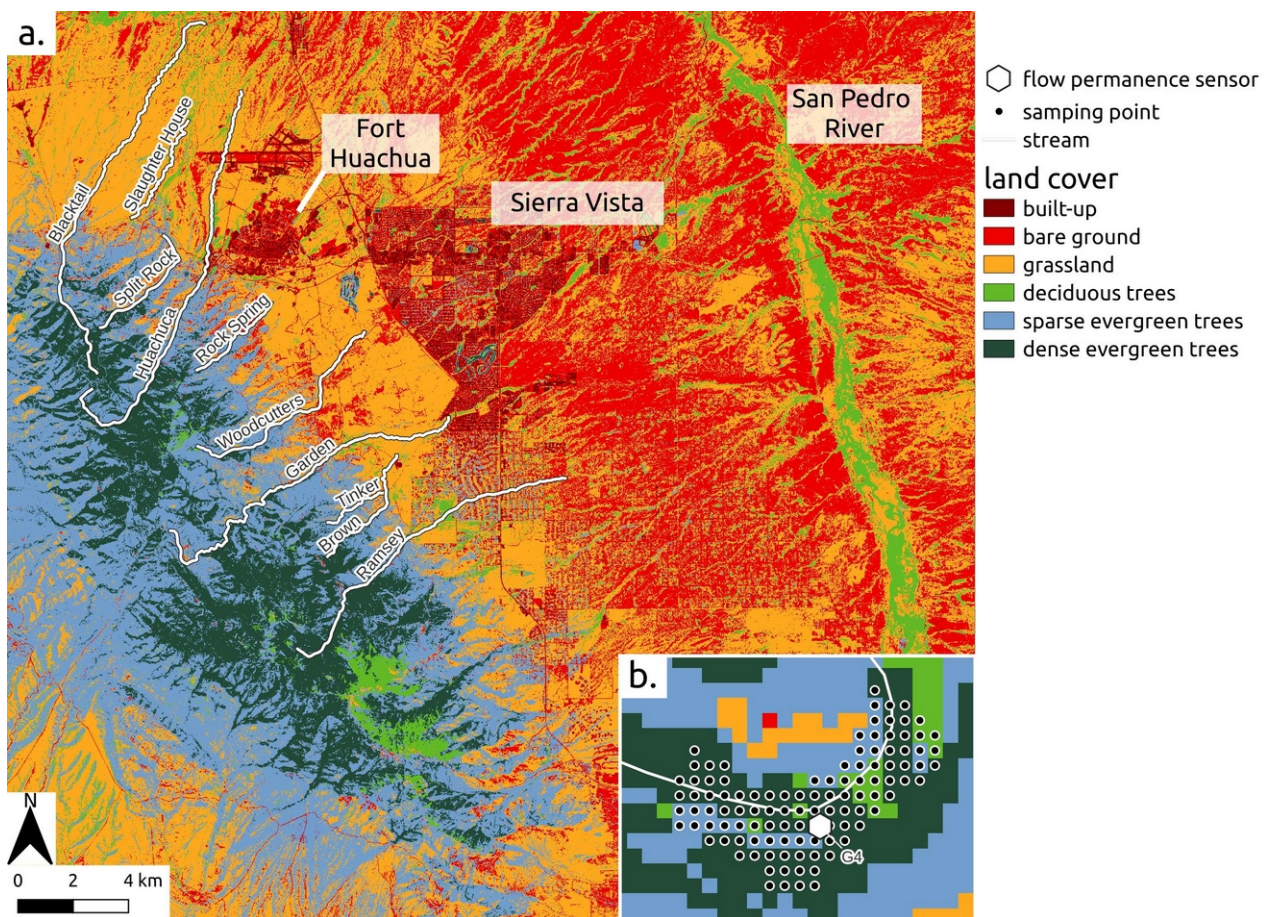 a.
Fort
Huachua
San Pedro
River
Sierra Vista
Blacktail
Slaughter House
Split Rock
Huachuca
Rock Spring
Woodcutters
Garden
Tinker
Brown
Ramsey
N
0 2 4 km
b.
G4
flow permanence sensor
samping point
stream
land cover
built-up
bare ground
grassland
deciduous trees
sparse evergreen trees
dense evergreen trees